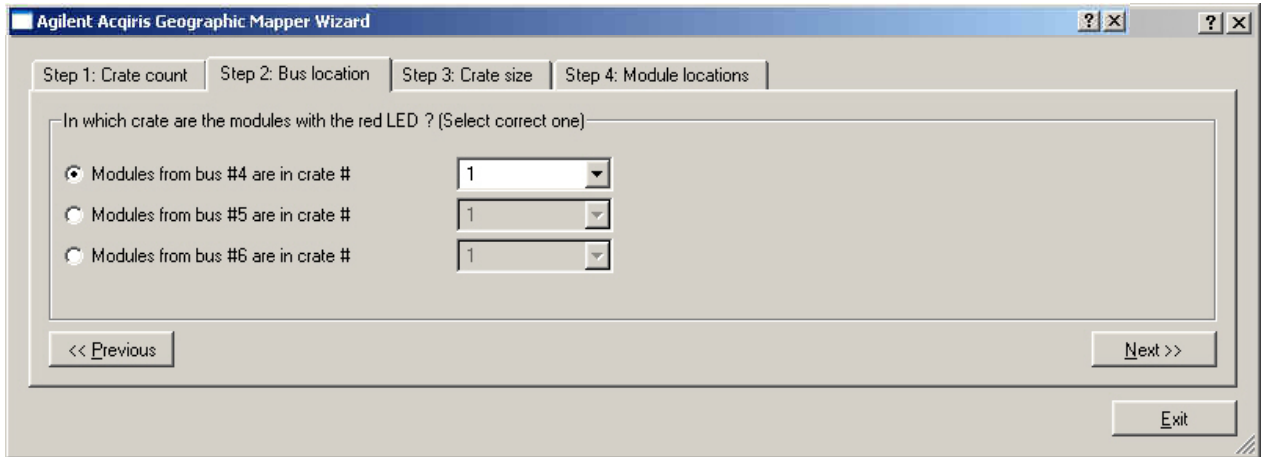 Agilent Acqiris Geographic Mapper Wizard
Step 1: Crate count Step 2: Bus location Step 3: Crate size Step 4: Module locations
In which crate are the modules with the red LED ? (Select correct one)
Modules from bus #4 are in crate # 1
Modules from bus #5 are in crate # 1
Modules from bus #6 are in crate # 1
<< Previous Next >>
Exit